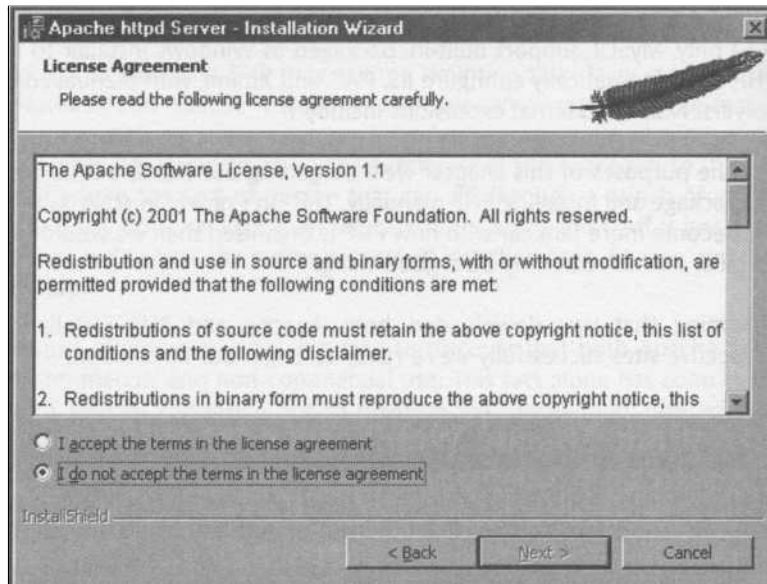 Apache httpd Server - Installation Wizard
License Agreement
Please read the following license agreement carefully.
The Apache Software License, Version 1.1
Copyright (c) 2001 The Apache Software Foundation.  All rights reserved.
Redistribution and use in source and binary forms, with or without modification, are
permitted provided that the following conditions are met:
1. Redistributions of source code must retain the above copyright notice, this list of
conditions and the following disclaimer.
2. Redistributions in binary form must reproduce the above copyright notice, this
I accept the terms in the license agreement
I do not accept the terms in the license agreement
InstallShield
< Back
Next >
Cancel